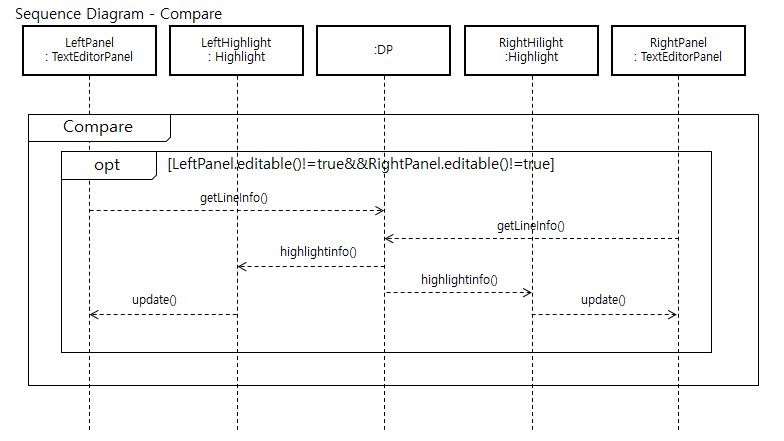 Sequence Diagram - Compare
LeftPanel
: TextEditorPanel
LeftHighlight
: Highlight
:DP
RightHilight
:Highlight
RightPanel
: TextEditorPanel
Compare
opt
[LeftPanel.editable()!=true&&RightPanel.editable()!=true]
getLineInfo()
getLineInfo()
highlightinfo()
highlightinfo()
update()
update()